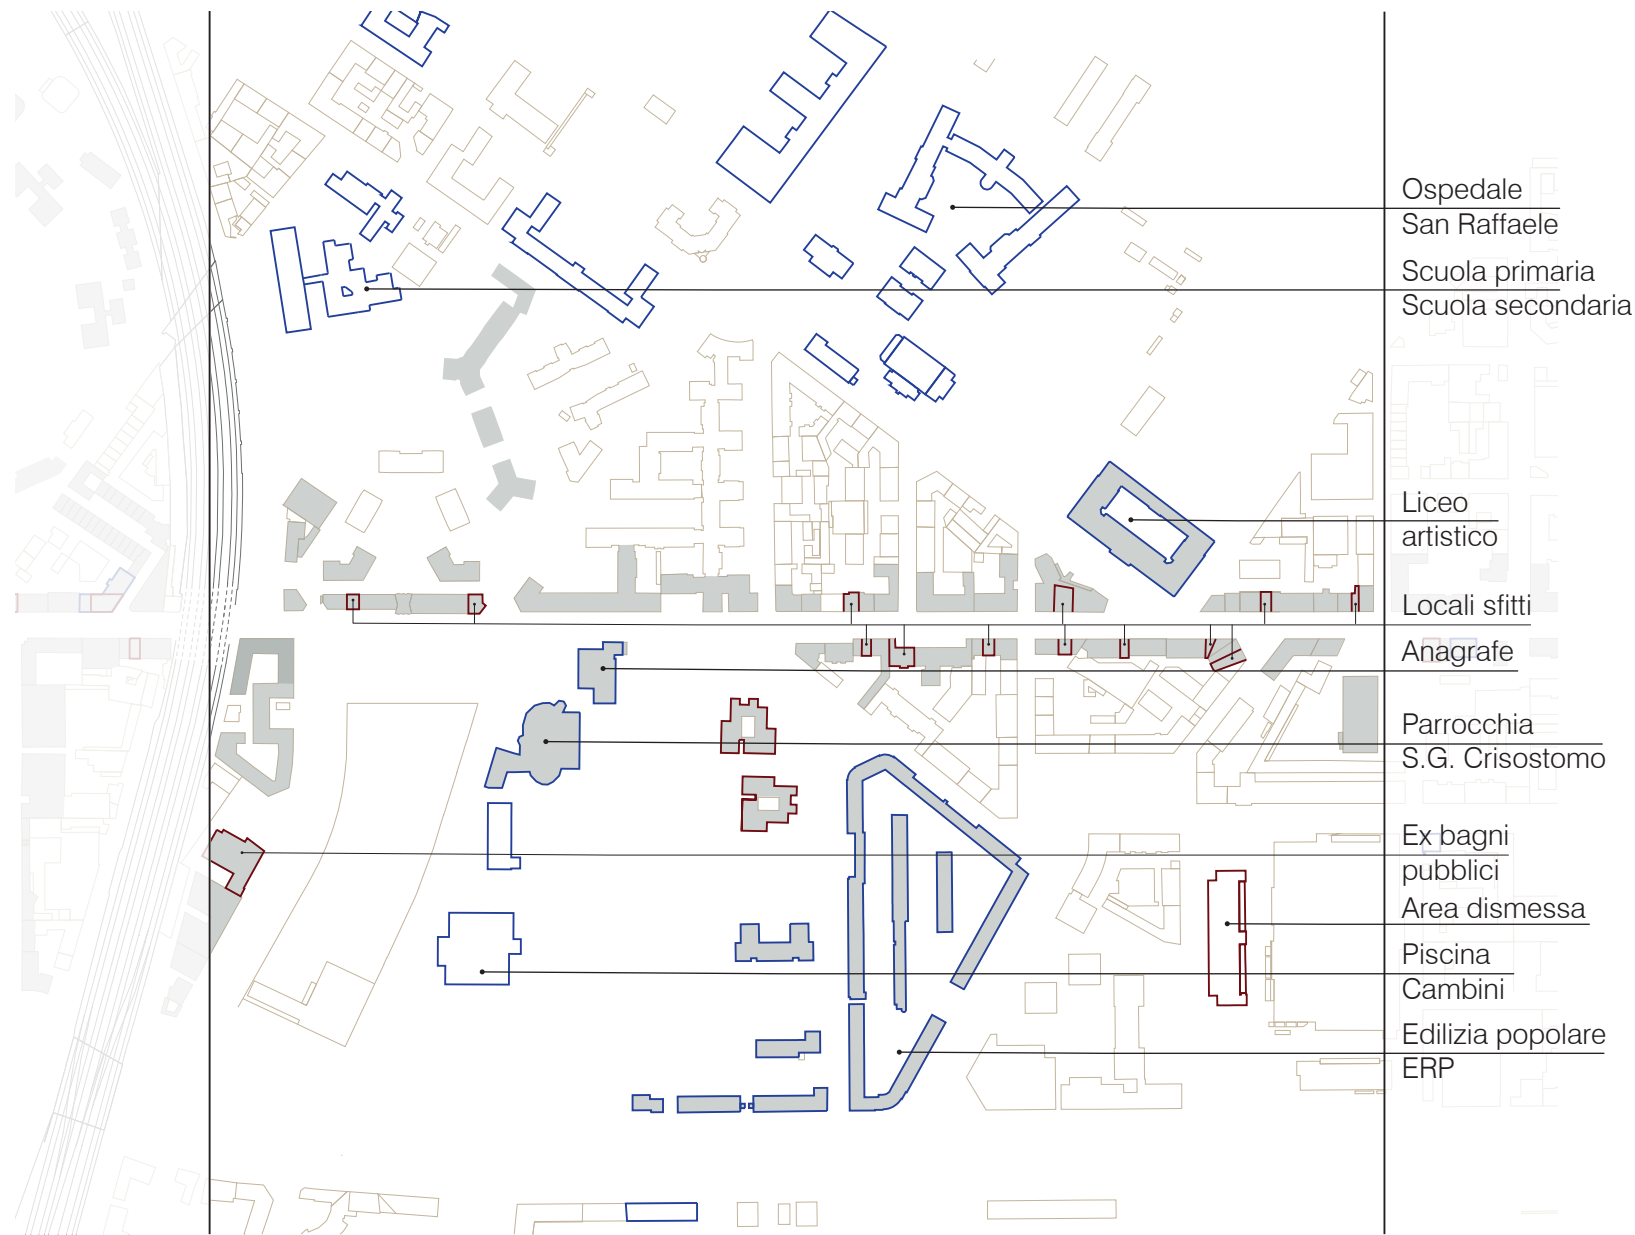 Ospedale
San Raffaele
Scuola primaria
Scuola secondaria
Liceo
artistico
Locali sfitti
Anagrafe
Parrocchia
S.G. Crisostomo
Ex bagni
pubblici
Area dismessa
Piscina
Cambini
Edilizia popolare
ERP